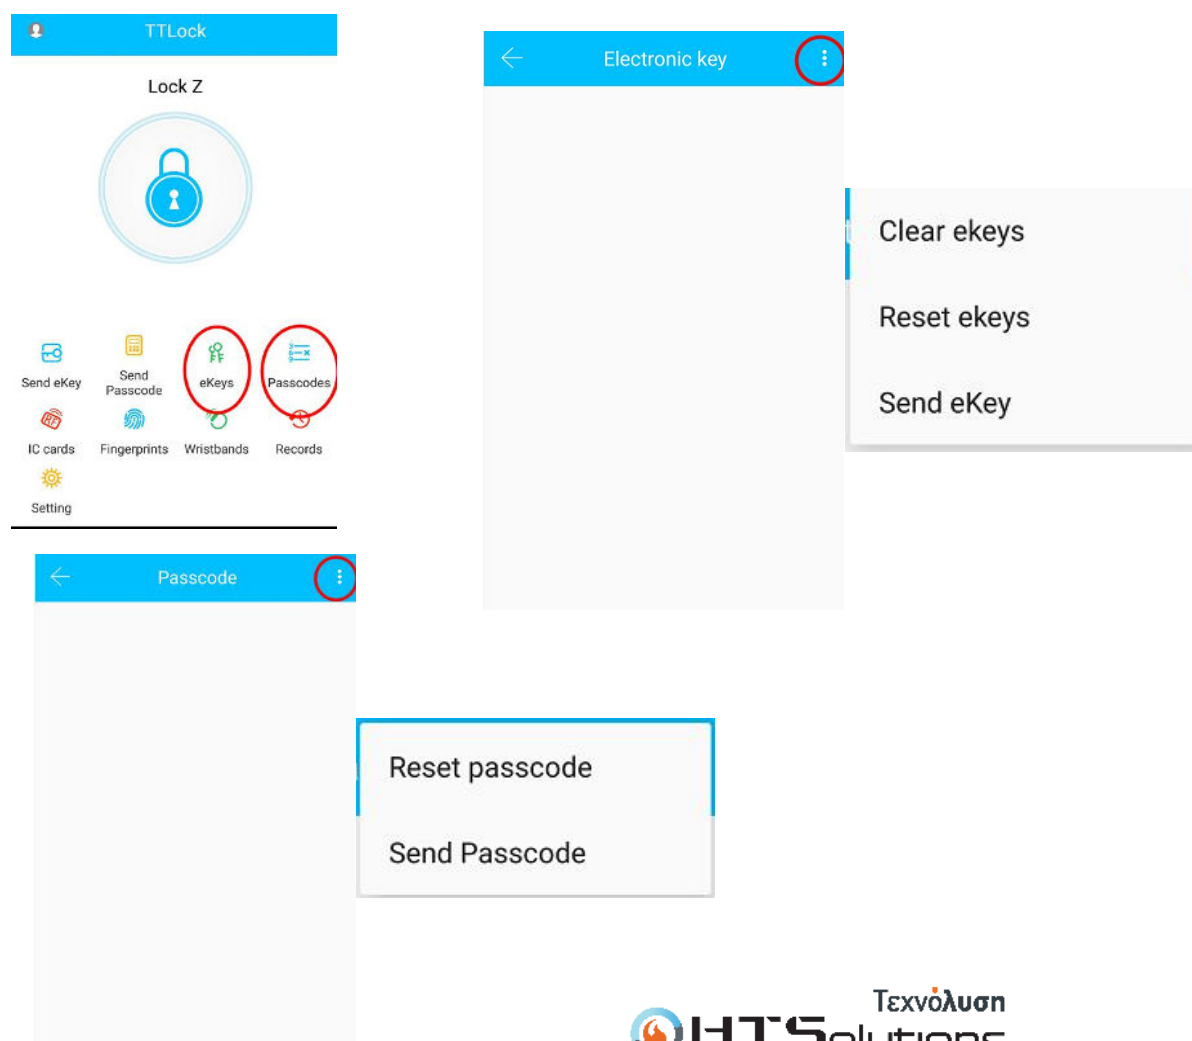 TTLock
Lock Z
Send eKey
Send
Passcode
eKeys
Passcodes
IC cards
Fingerprints
Wristbands
Records
Setting
Electronic key
Clear ekeys
Reset ekeys
Send eKey
Passcode
Reset passcode
Send Passcode
Τεχνόλυση
HTSolutions